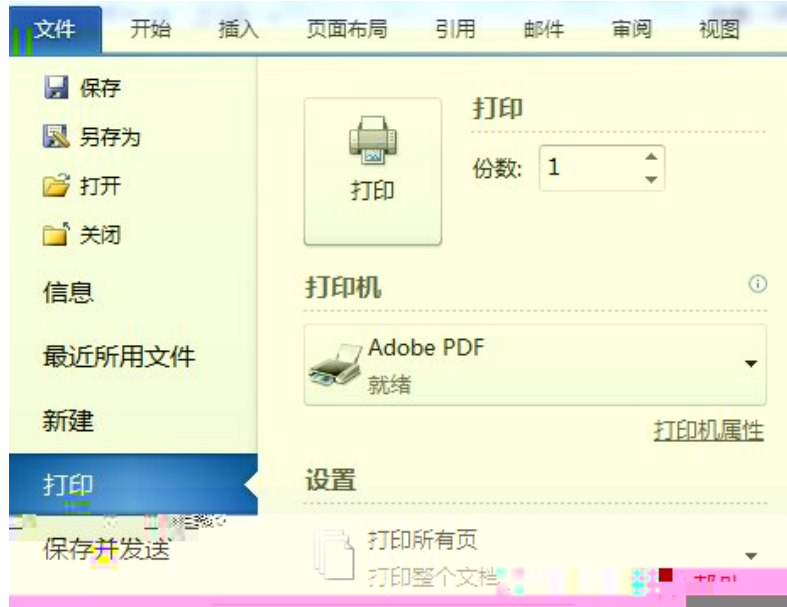 文件 开始 插入 页面布局 引用 邮件 审阅 视图
保存
另存为
打开
关闭
信息
最近所用文件
新建
打印
保存并发送
打印
打印
份数: 1
打印机
Adobe PDF
就绪
打印机属性
设置
打印所有页
打印整个文档